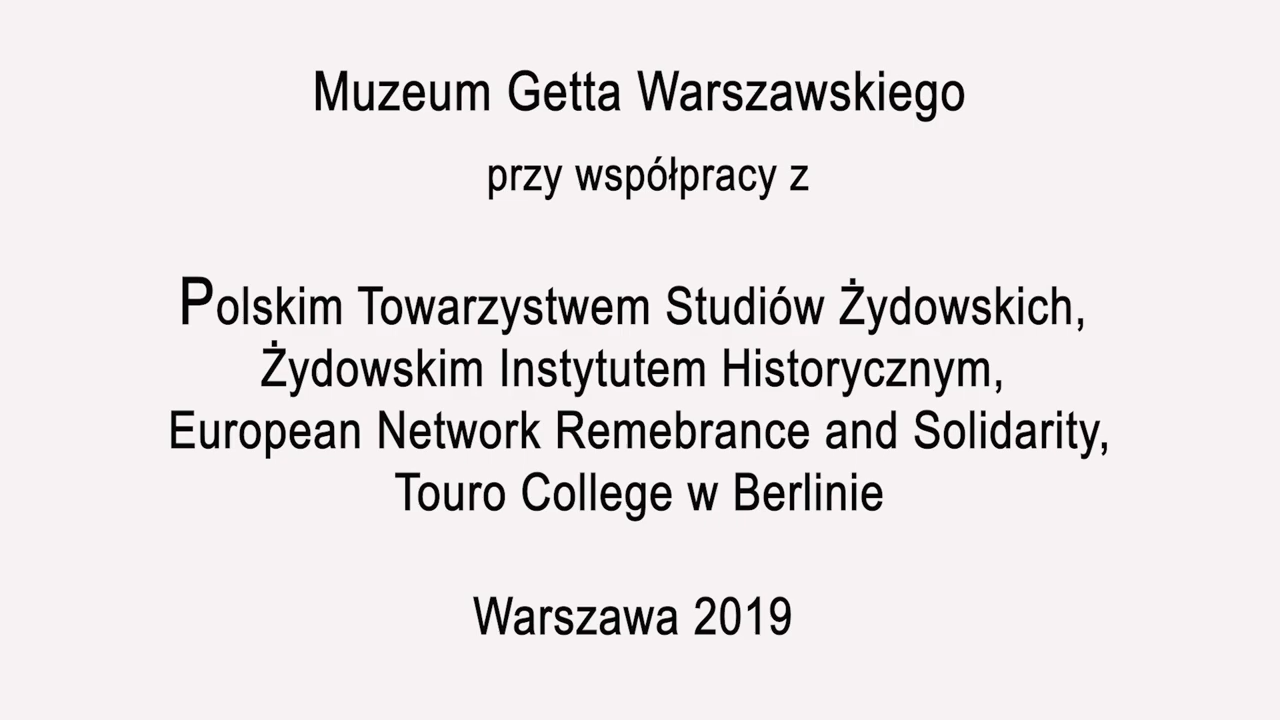 Muzeum Getta Warszawskiego
przy współpracy z
Polskim Towarzystwem Studiów Żydowskich,
Żydowskim Instytutem Historycznym,
European Network Remebrance and Solidarity,
Touro College w Berlinie
Warszawa 2019